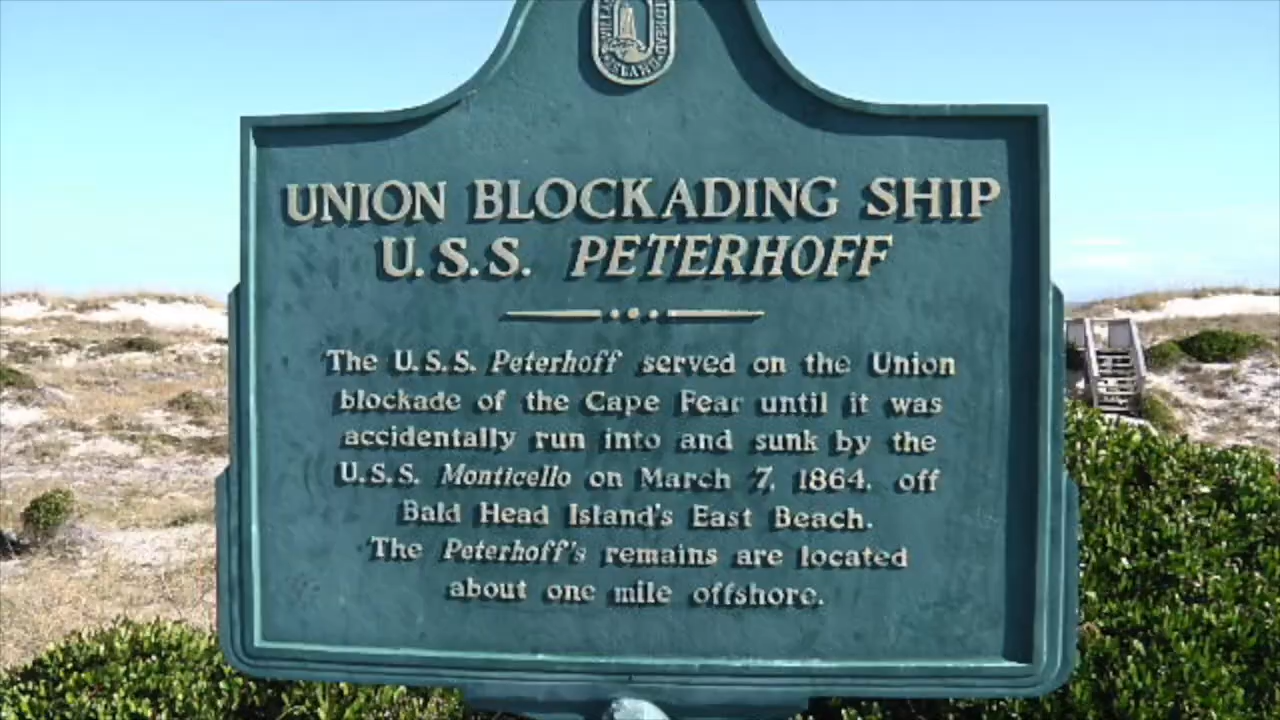 UNION BLOCKADING SHIP
U.S.S. PETERHOFF
The U.S.S. Peterhoff served on the Union
blockade of the Cape Fear until it was
accidentally run into and sunk by the
U.S.S. Monticello on March 7, 1864, off
Bald Head Island's East Beach.
The Peterhoff's remains are located
about one mile offshore.